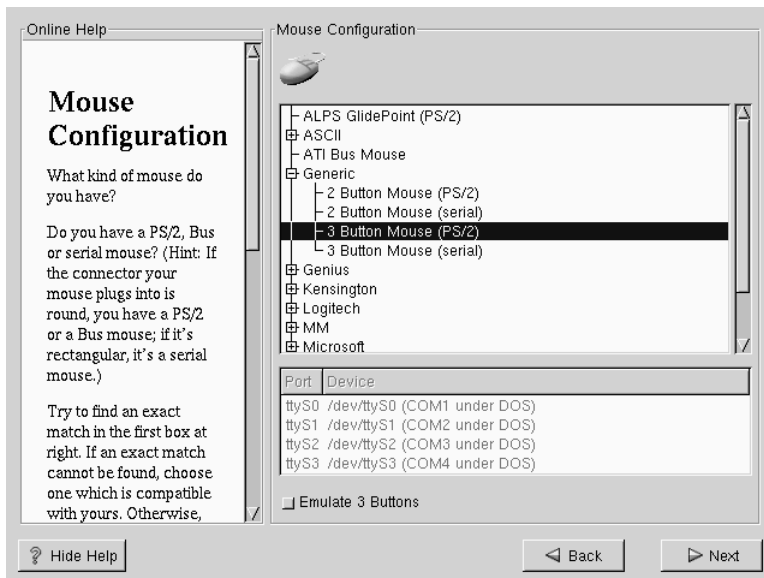 Online Help
Mouse
Configuration
What kind of mouse do
you have?
Do you have a PS/2, Bus
or serial mouse? (Hint: If
the connector your
mouse plugs into is
round, you have a PS/2
or a Bus mouse; if it's
rectangular, it's a serial
mouse.)
Try to find an exact
match in the first box at
right. If an exact match
cannot be found, choose
one which is compatible
with yours. Otherwise,
Hide Help
Mouse Configuration
ALPS GlidePoint (PS/2)
ASCII
ATI Bus Mouse
Generic
2 Button Mouse (PS/2)
2 Button Mouse (serial)
3 Button Mouse (PS/2)
3 Button Mouse (serial)
Genius
Kensington
Logitech
MM
Microsoft
Port Device
ttyS0 /dev/ttyS0 (COM1 under DOS)
ttyS1 /dev/ttyS1 (COM2 under DOS)
ttyS2 /dev/ttyS2 (COM3 under DOS)
ttyS3 /dev/ttyS3 (COM4 under DOS)
Emulate 3 Buttons
Back
Next